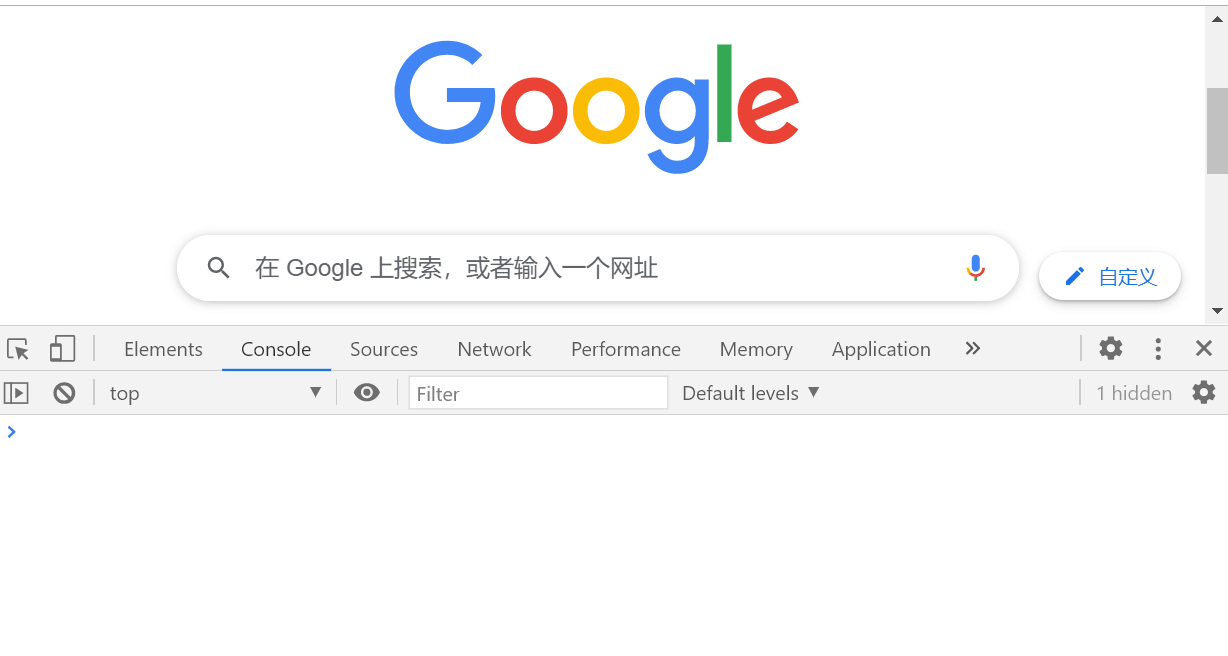 Google
在 Google 上搜索，或者输入一个网址
自定义
Elements Console Sources Network Performance Memory Application
top Filter Default levels 1 hidden